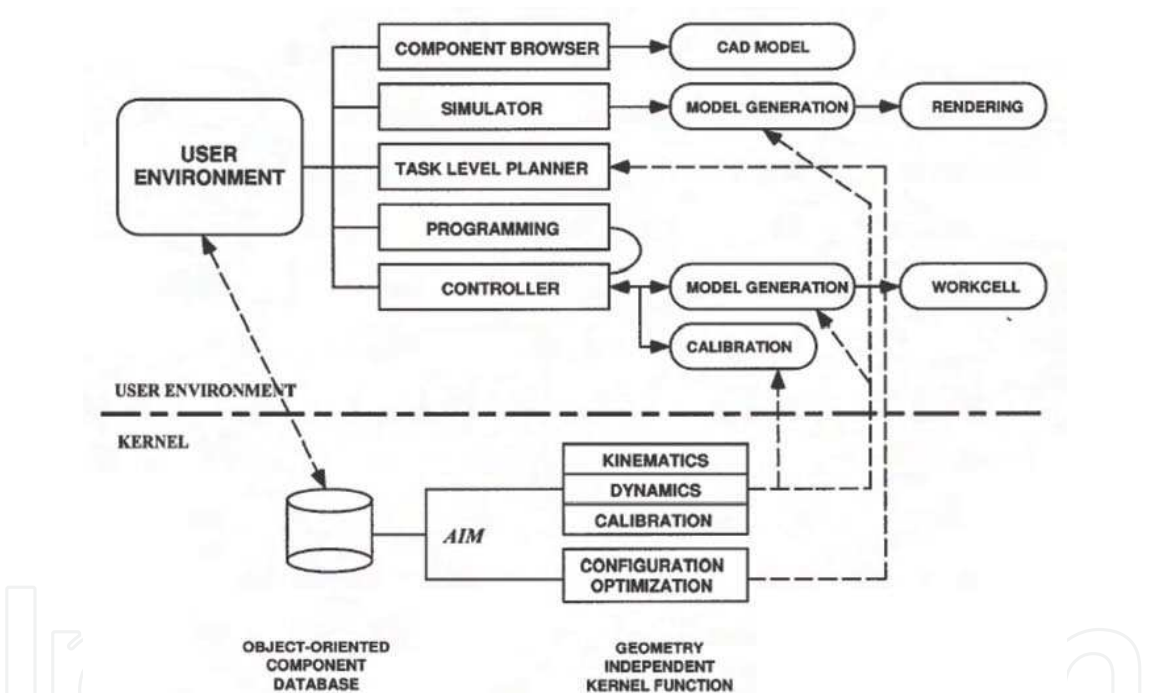 COMPONENT BROWSER
CAD MODEL
SIMULATOR
MODEL GENERATION
RENDERING
USER
ENVIRONMENT
TASK LEVEL PLANNER
PROGRAMMING
CONTROLLER
MODEL GENERATION
WORKCELL
CALIBRATION
USER ENVIRONMENT
KERNEL
KINEMATICS
DYNAMICS
CALIBRATION
AIM
CONFIGURATION
OPTIMIZATION
OBJECT-ORIENTED
COMPONENT
DATABASE
GEOMETRY
INDEPENDENT
KERNEL FUNCTION